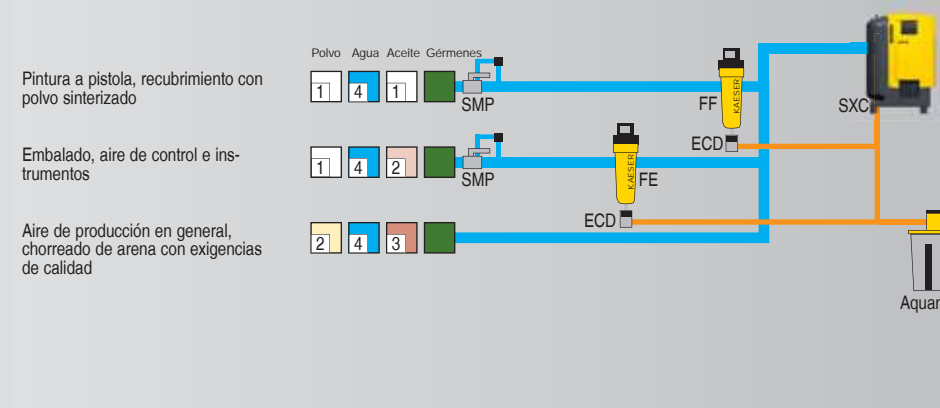 Polvo Agua Aceite Gérmenes
Pintura a pistola, recubrimiento con
polvo sinterizado
1 4 1
SMP
FF
KAESER
SXC
ECD
Embalado, aire de control e ins-
trumentos
1 4 2
SMP
KAESER
FE
ECD
Aire de producción en general,
chorreado de arena con exigencias
de calidad
2 4 3
Aquar